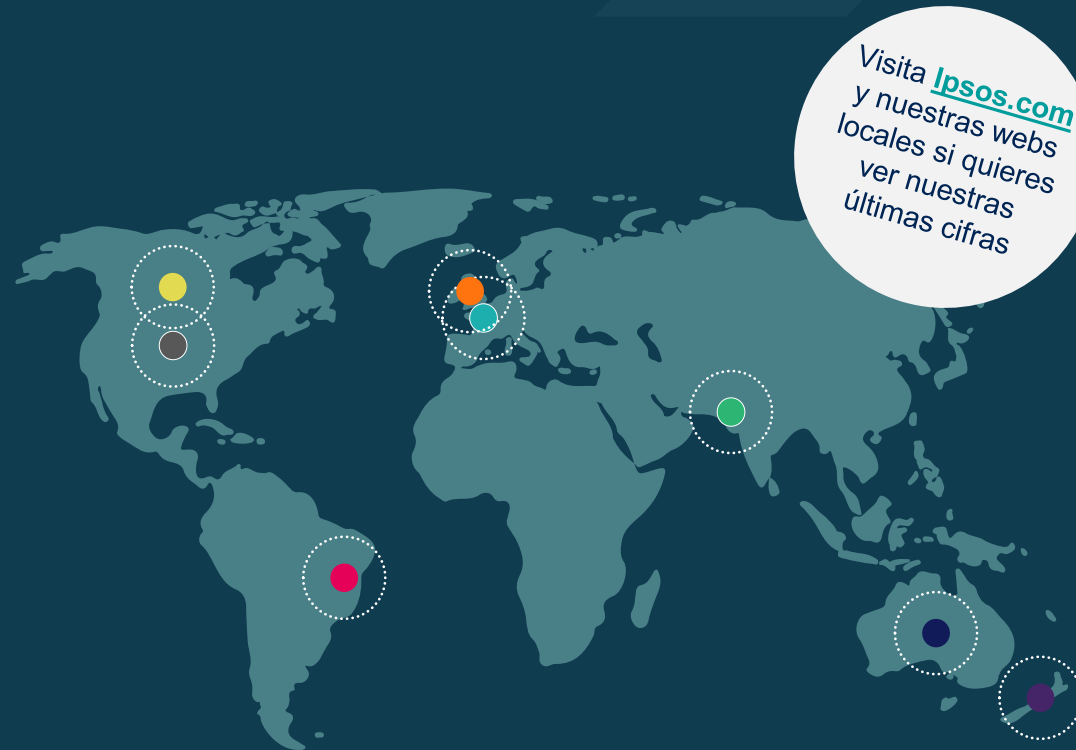 Visita Ipsos.com
y nuestras webs
locales si quieres
ver nuestras
últimas cifras